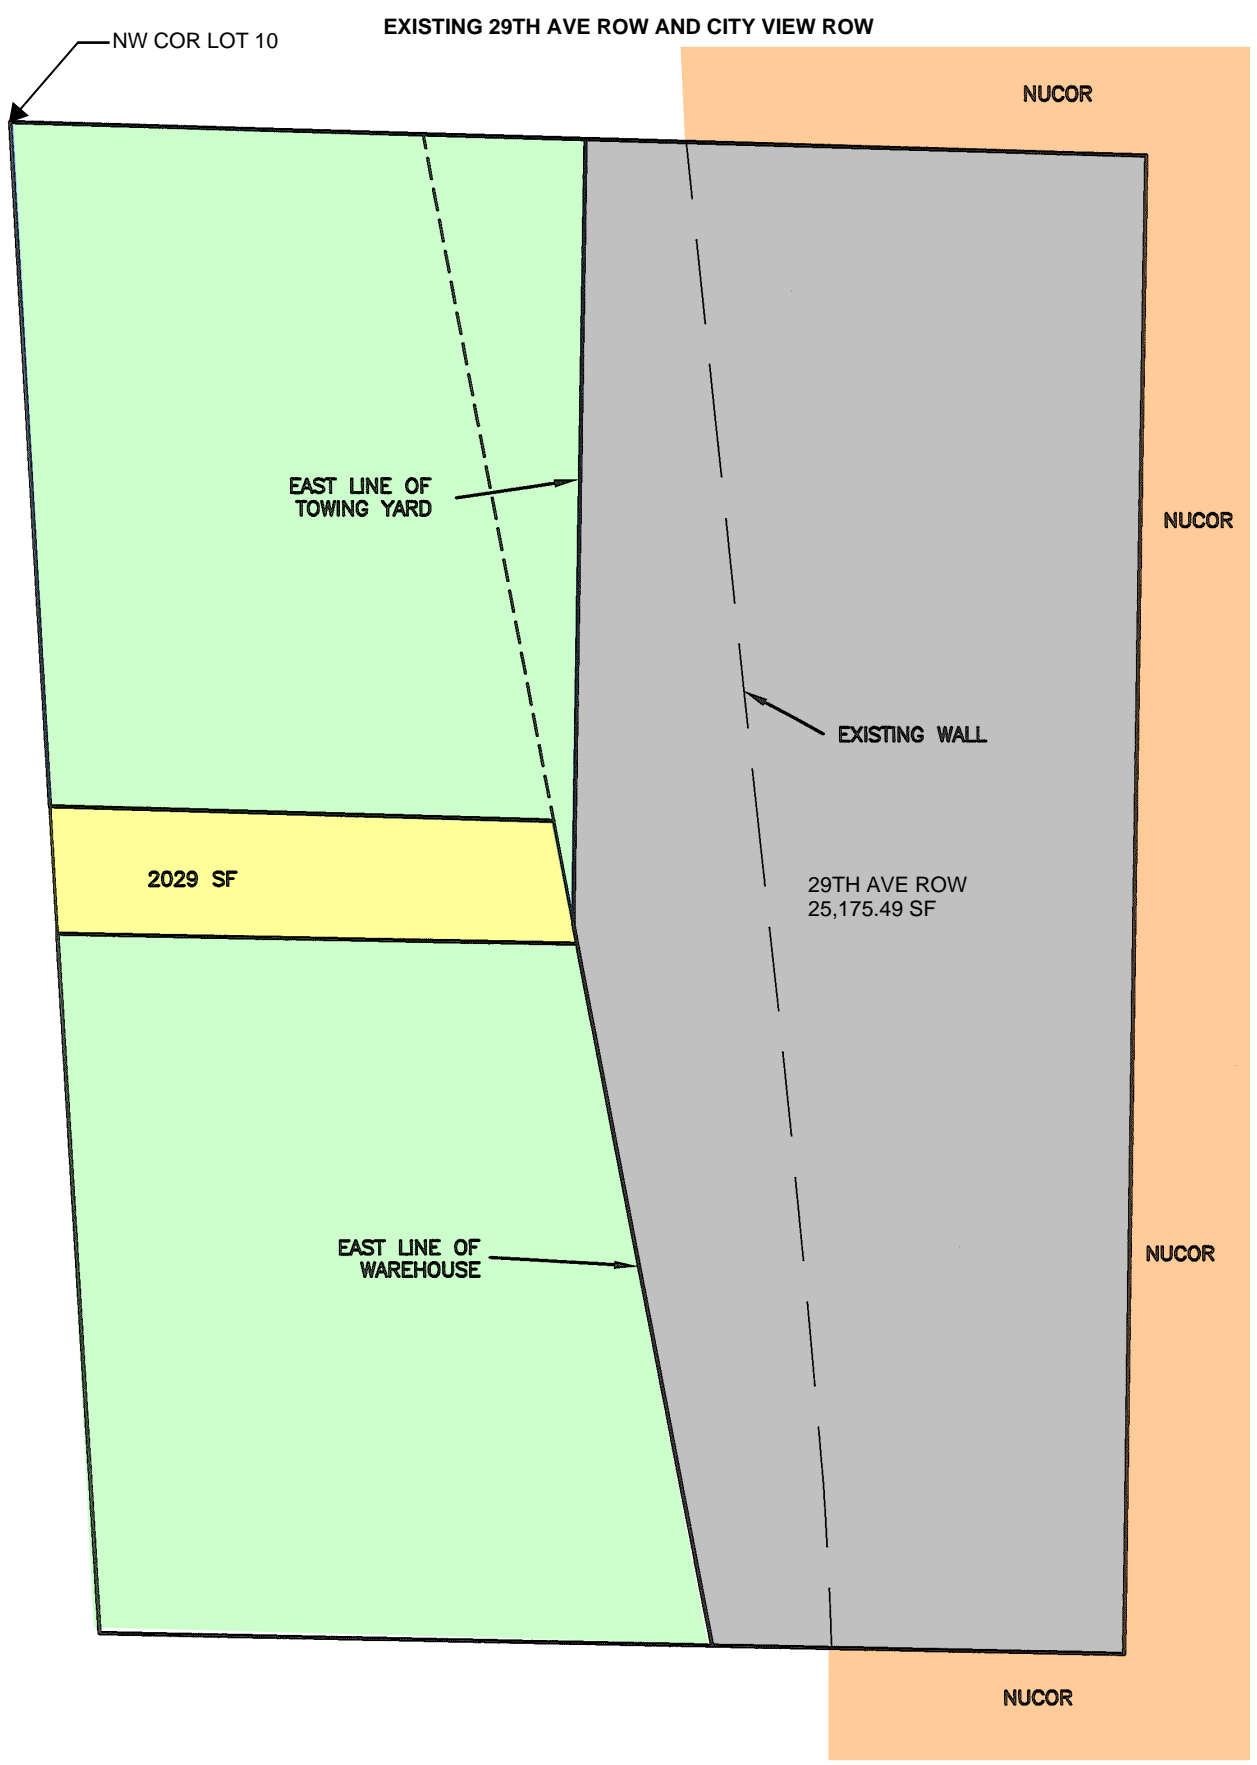 EXISTING 29TH AVE ROW AND CITY VIEW ROW
NW COR LOT 10
NUCOR
EAST LINE OF
TOWING YARD
NUCOR
EXISTING WALL
2029 SF
29TH AVE ROW
25,175.49 SF
EAST LINE OF
WAREHOUSE
NUCOR
NUCOR